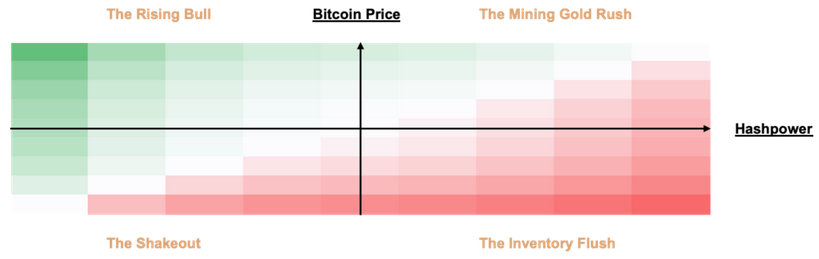 The Rising Bull
Bitcoin Price
The Mining Gold Rush
Hashpower
The Shakeout
The Inventory Flush